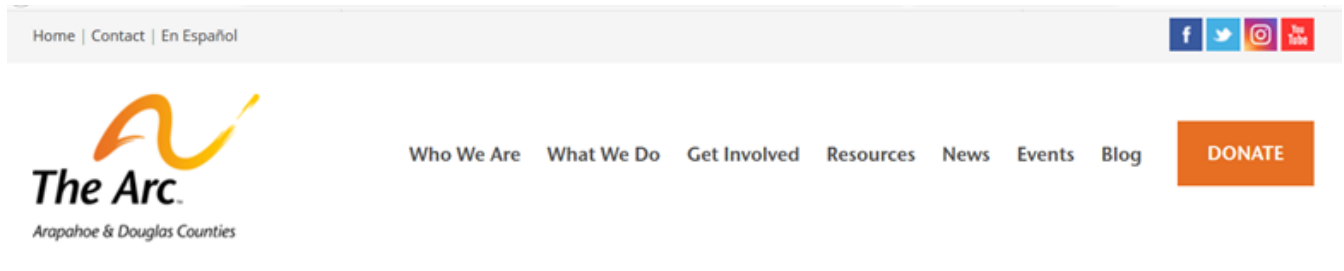 Home | Contact | En Español
f
You
Tube
Who We Are What We Do Get Involved Resources News Events Blog DONATE
The Arc™
Arapahoe & Douglas Counties